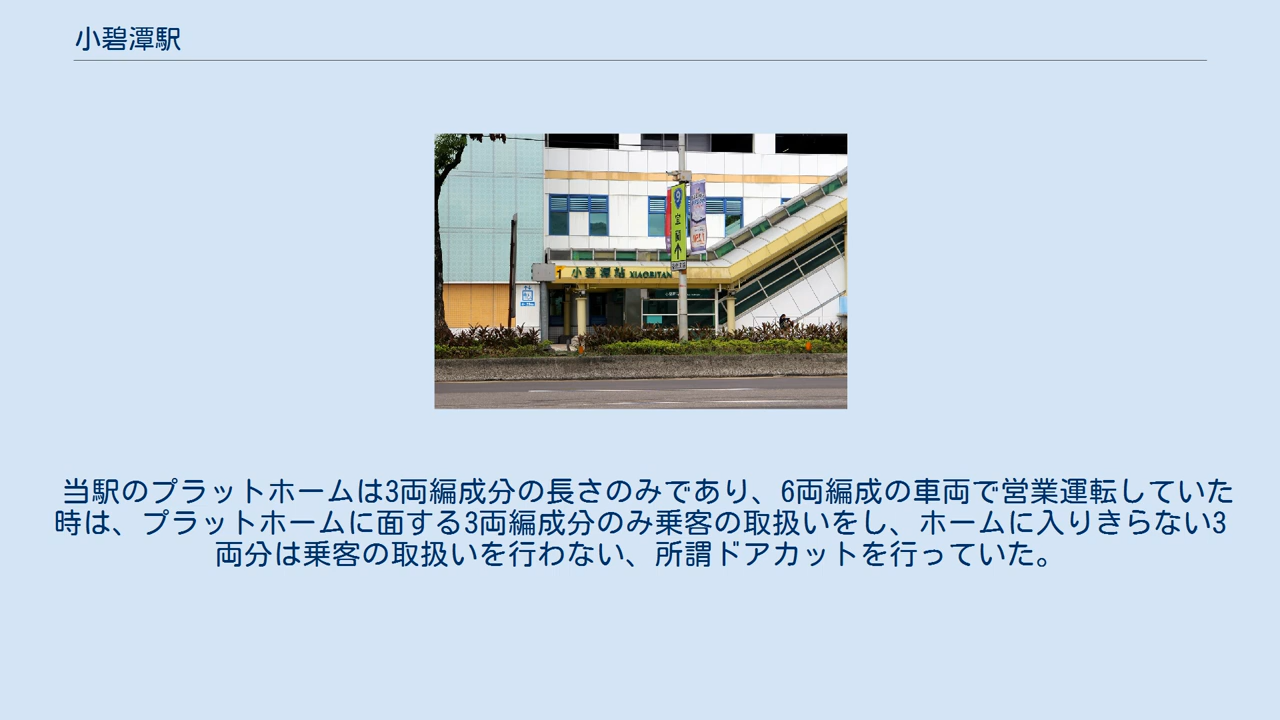 小碧潭駅
小碧潭站 XIAOBITAN
宜蘭
当駅のプラットホームは3両編成分の長さのみであり、6両編成の車両で営業運転していた
時は、プラットホームに面する3両編成分のみ乗客の取扱いをし、ホームに入りきらない3
両分は乗客の取扱いを行わない、所謂ドアカットを行っていた。